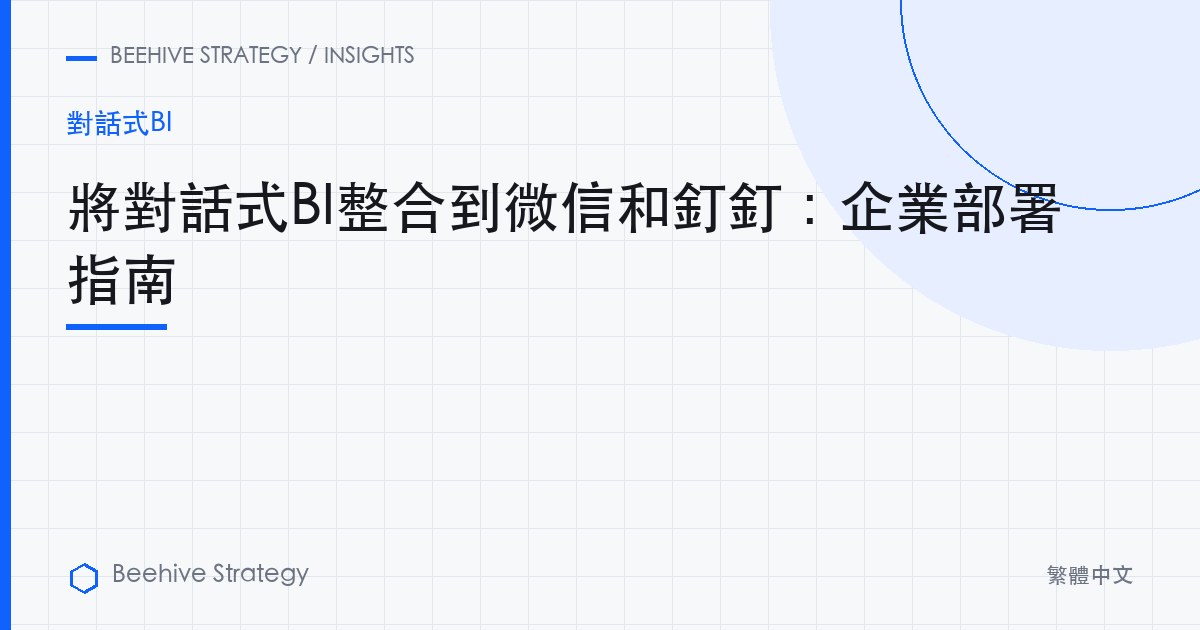 BEEHIVE STRATEGY / INSIGHTS
對話式BI
將對話式BI整合到微信和釘釘：企業部署
指南
Beehive Strategy
繁體中文